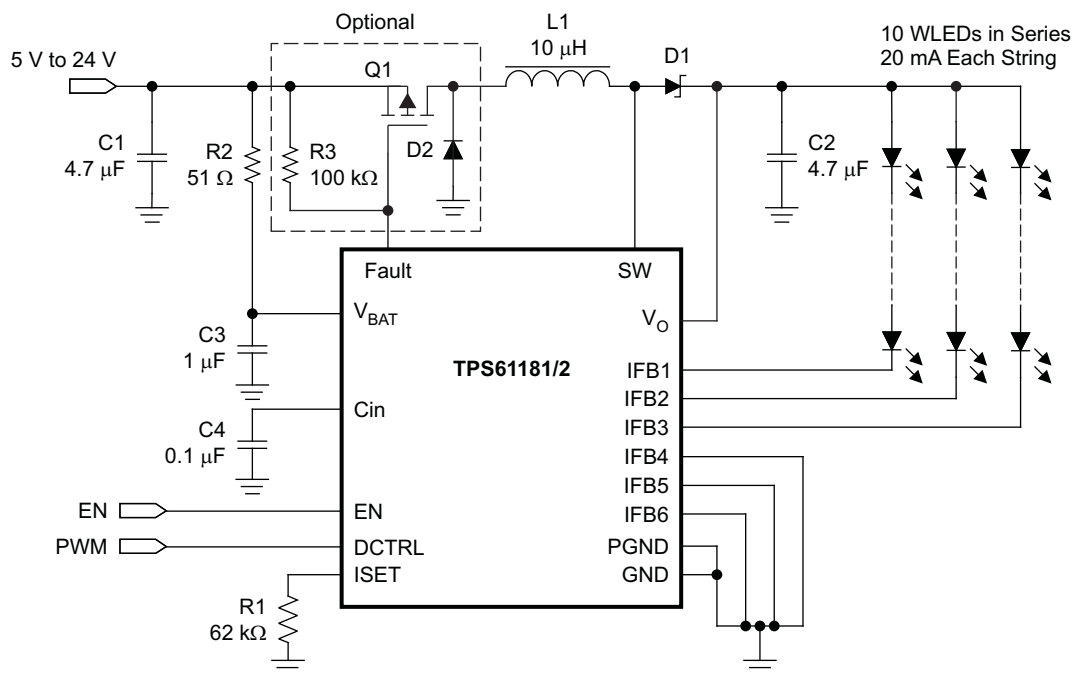 Optional
L1
10 μH
10 WLEDs in Series
20 mA Each String
5 V to 24 V
Q1
D1
C1
4.7 μF
R2
51 Ω
R3
100 kΩ
D2
C2
4.7 μF
Fault
SW
VBAT
VO
C3
1 μF
TPS61181/2
IFB1
IFB2
IFB3
IFB4
IFB5
IFB6
PGND
GND
Cin
C4
0.1 μF
EN
EN
PWM
DCTRL
ISET
R1
62 kΩ